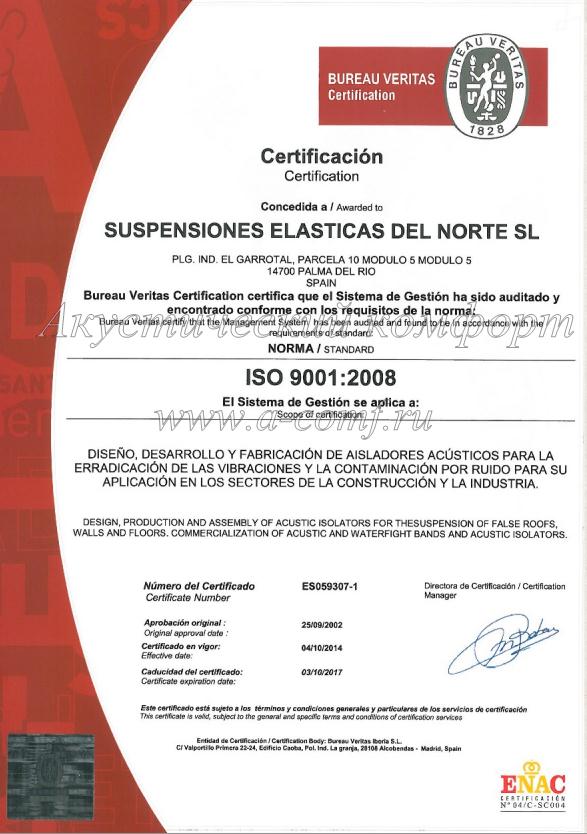 BUREAU VERITAS
Certification
BUREAU VERITAS
1828
Certificación
Certification
Concedida a / Awarded to
SUSPENSIONES ELASTICAS DEL NORTE SL
PLG. IND. EL GARROTAL, PARCELA 10 MODULO 5 MODULO 5
14700 PALMA DEL RIO
SPAIN
Bureau Veritas Certification certifica que el Sistema de Gestión ha sido auditado y
encontrado conforme con los requisitos de la norma:
Акустический комфорт
Bureau Veritas certify that the Management System has been audited and found to be in accordance with the
requirements of standard:
NORMA / STANDARD
ISO 9001:2008
El Sistema de Gestión se aplica a:
Scope of certification:
www.a-comf.ru
DISEÑO, DESARROLLO Y FABRICACIÓN DE AISLADORES ACÚSTICOS PARA LA
ERRADICACIÓN DE LAS VIBRACIONES Y LA CONTAMINACIÓN POR RUIDO PARA SU
APLICACIÓN EN LOS SECTORES DE LA CONSTRUCCIÓN Y LA INDUSTRIA.
DESIGN, PRODUCTION AND ASSEMBLY OF ACUSTIC ISOLATORS FOR THESUSPENSION OF FALSE ROOFS,
WALLS AND FLOORS. COMMERCIALIZATION OF ACUSTIC AND WATERFIGHT BANDS AND ACUSTIC ISOLATORS.
Número del Certificado ES059307-1
Certificate Number
Directora de Certificación / Certification
Manager
Aprobación original : 25/09/2002
Original approval date :
Certificado en vigor: 04/10/2014
Effective date:
Caducidad del certificado: 03/10/2017
Certificate expiration date:
Este certificado está sujeto a los términos y condiciones generales y particulares de los servicios de certificación
This certificate is valid, subject to the general and specific terms and conditions of certification services
Entidad de Certificación / Certification Body: Bureau Veritas Iberia S.L.
C/ Valportillo Primera 22-24, Edificio Caoba, Pol. Ind. La granja, 28108 Alcobendas - Madrid, Spain
ENAC
CERTIFICACIÓN
Nº 04/C-SC004